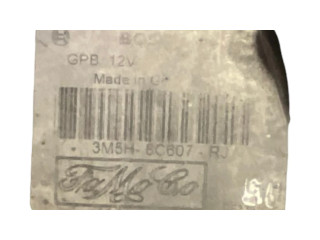 GPB 12V
Made in
3M5H- 8C607 - RJ
FoMoCo